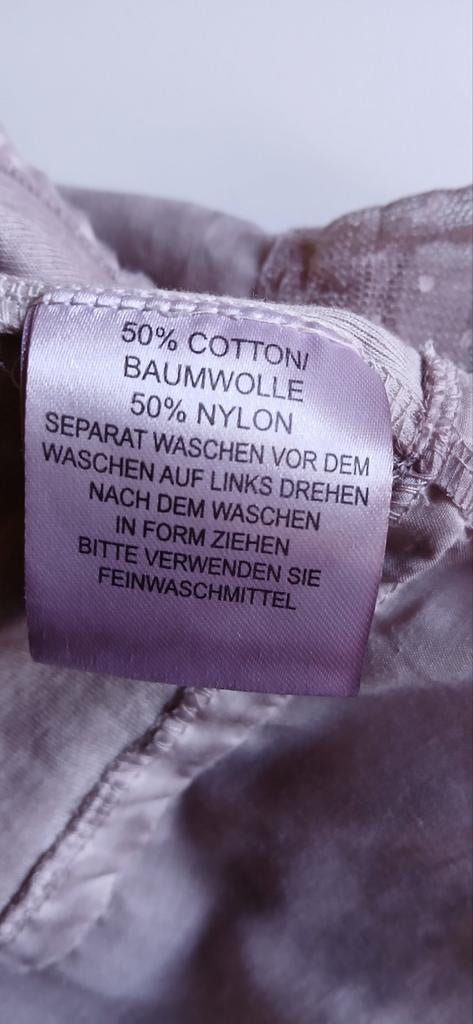 50% COTTON/
BAUMWOLLE
50% NYLON
SEPARAT WASCHEN VOR DEM
WASCHEN AUF LINKS DREHEN
NACH DEM WASCHEN
IN FORM ZIEHEN
BITTE VERWENDEN SIE
FEINWASCHMITTEL